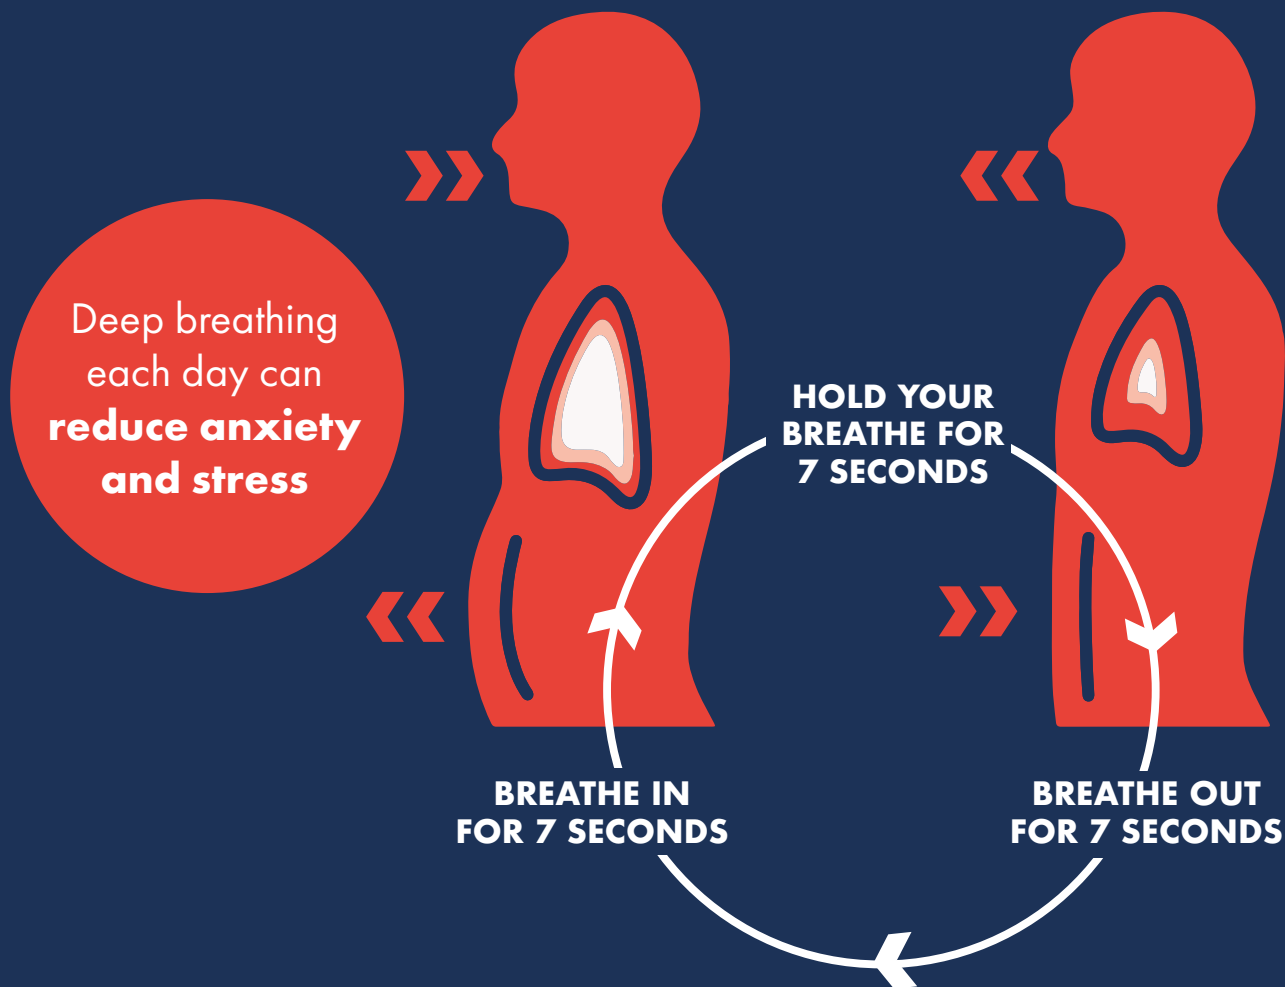 Deep breathing
each day can
reduce anxiety
and stress
HOLD YOUR
BREATHE FOR
7 SECONDS
BREATHE IN
FOR 7 SECONDS
BREATHE OUT
FOR 7 SECONDS